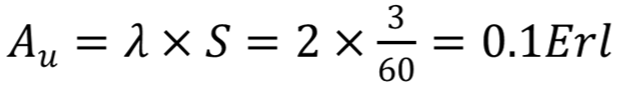 A_u = λ × S = 2 × 3/60 = 0.1Erl